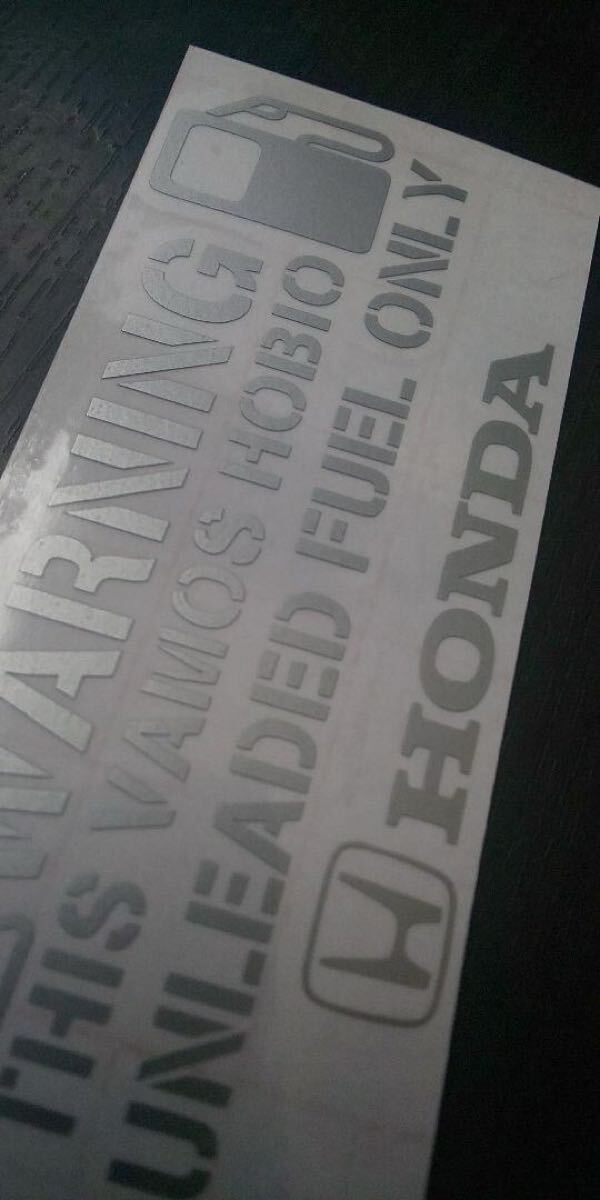 WARNING
THIS VAMOS HOBIO
UNLEADED FUEL ONLY
HONDA